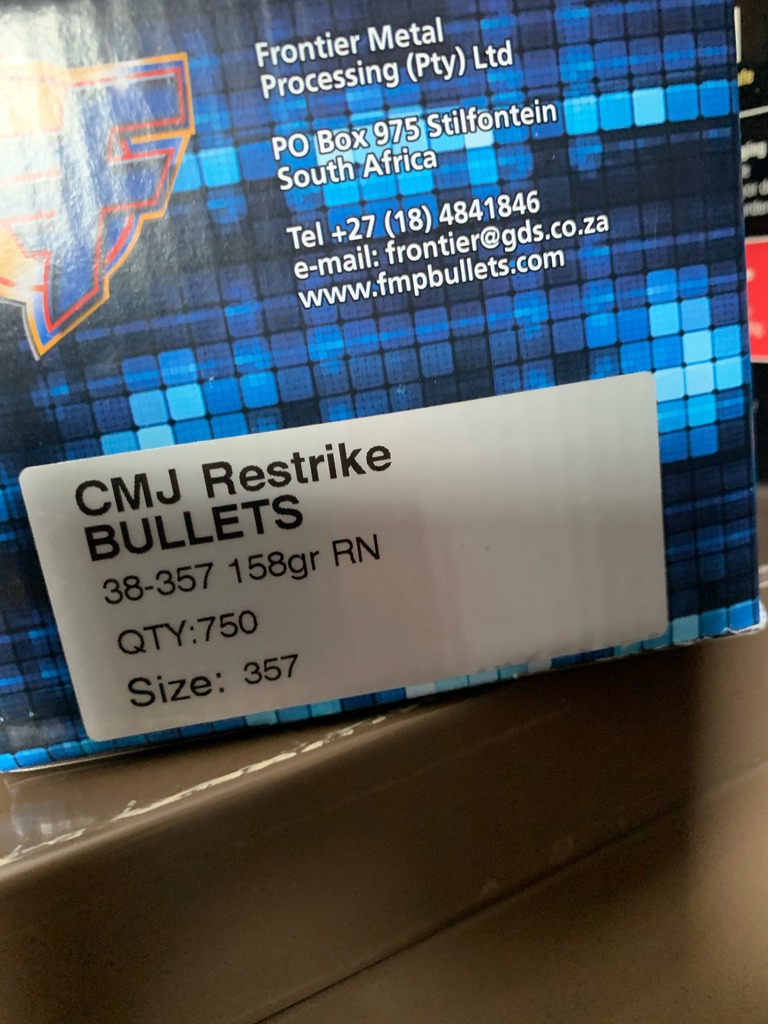 Frontier Metal
Processing (Pty) Ltd
PO Box 975 Stilfontein
South Africa
Tel +27 (18) 4841846
e-mail: frontier@gds.co.za
www.fmpbullets.com
CMJ Restrike
BULLETS
38-357 158gr RN
QTY:750
Size: 357